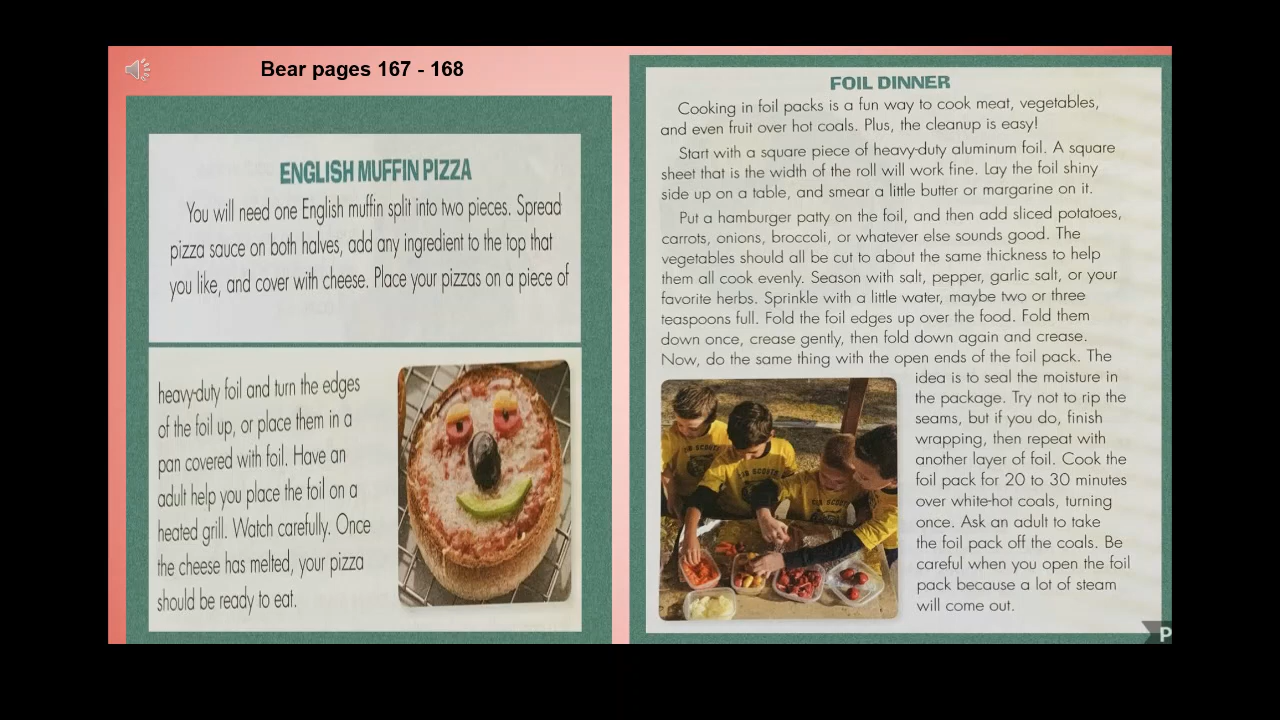 Bear pages 167 - 168
ENGLISH MUFFIN PIZZA
You will need one English muffin split into two pieces. Spread
pizza sauce on both halves, add any ingredient to the top that
you like, and cover with cheese. Place your pizzas on a piece of
heavy-duty foil and turn the edges
of the foil up, or place them in a
pan covered with foil. Have an
adult help you place the foil on a
heated grill. Watch carefully. Once
the cheese has melted, your pizza
should be ready to eat.
FOIL DINNER
Cooking in foil packs is a fun way to cook meat, vegetables,
and even fruit over hot coals. Plus, the cleanup is easy!
Start with a square piece of heavy-duty aluminum foil. A square
sheet that is the width of the roll will work fine. Lay the foil shiny
side up on a table, and smear a little butter or margarine on it.
Put a hamburger patty on the foil, and then add sliced potatoes,
carrots, onions, broccoli, or whatever else sounds good. The
vegetables should all be cut to about the same thickness to help
them all cook evenly. Season with salt, pepper, garlic salt, or your
favorite herbs. Sprinkle with a little water, maybe two or three
teaspoons full. Fold the foil edges up over the food. Fold them
down once, crease gently, then fold down again and crease.
Now, do the same thing with the open ends of the foil pack. The
idea is to seal the moisture in
the package. Try not to rip the
seams, but if you do, finish
wrapping, then repeat with
another layer of foil. Cook the
foil pack for 20 to 30 minutes
over white-hot coals, turning
once. Ask an adult to take
the foil pack off the coals. Be
careful when you open the foil
pack because a lot of steam
will come out.
P